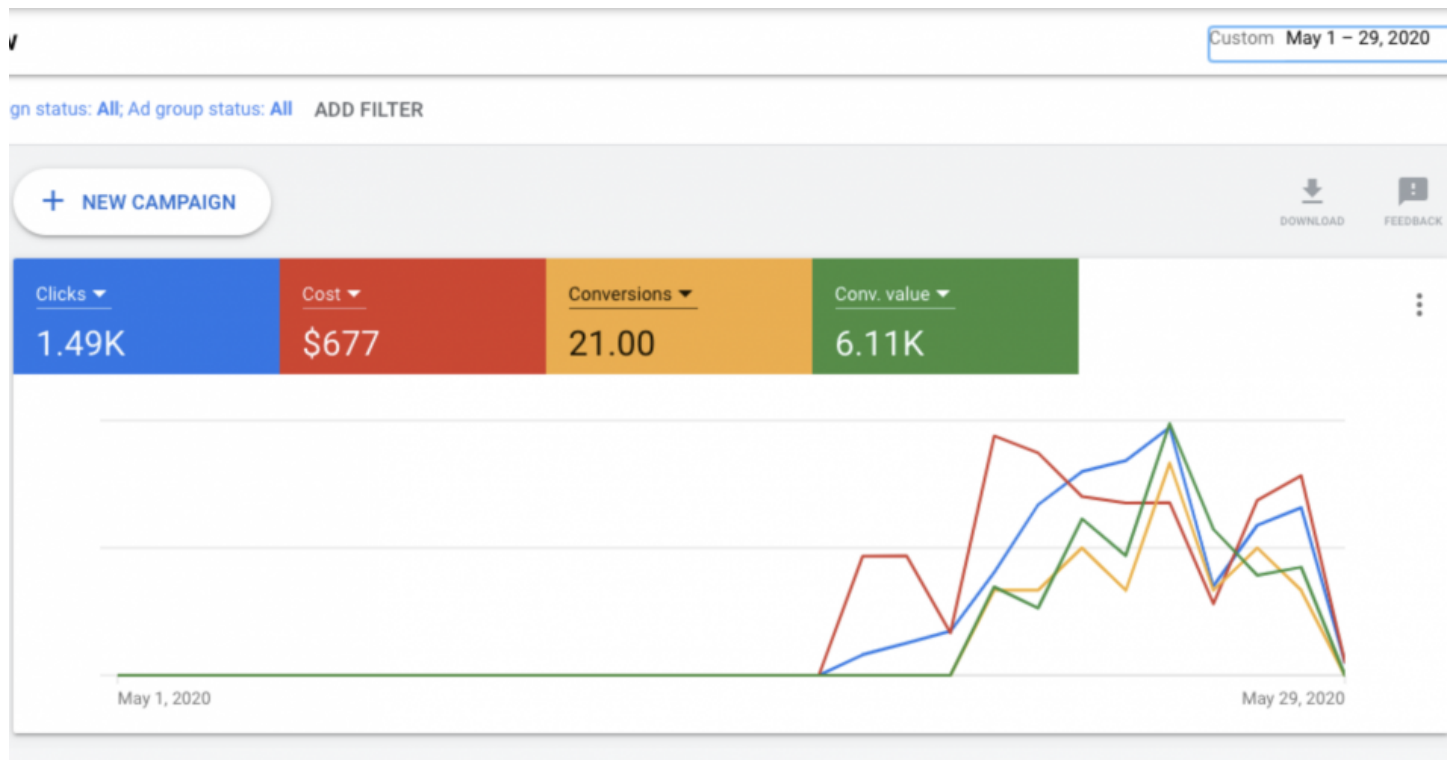 Custom May 1 – 29, 2020
gn status: All; Ad group status: All ADD FILTER
+ NEW CAMPAIGN
DOWNLOAD FEEDBACK
Clicks Cost Conversions Conv. value
1.49K $677 21.00 6.11K
May 1, 2020 May 29, 2020